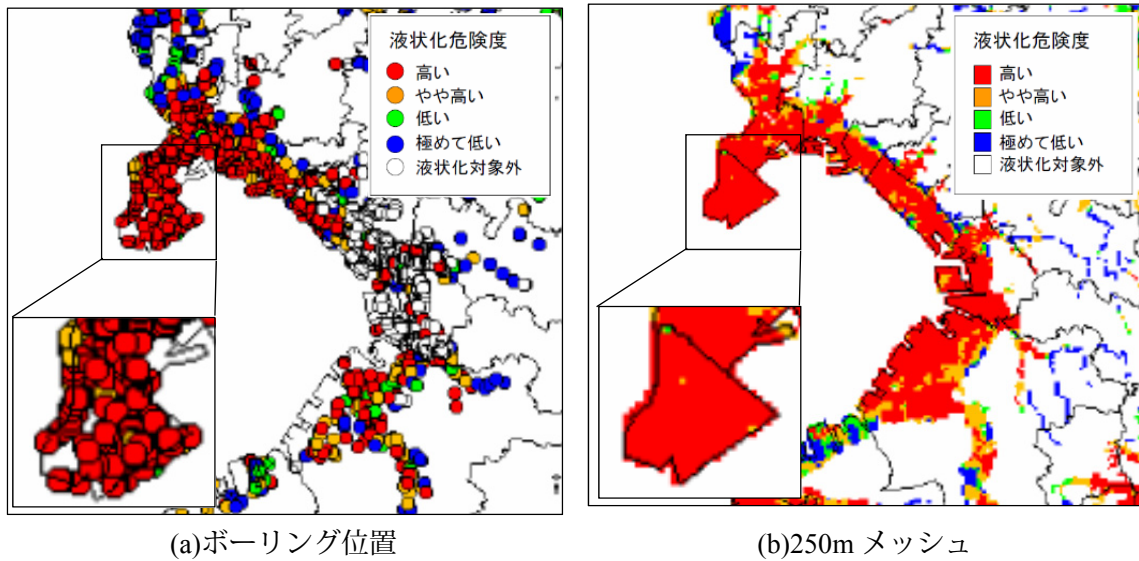 液状化危険度
高い
やや高い
低い
極めて低い
液状化対象外
液状化危険度
高い
やや高い
低い
極めて低い
液状化対象外
(a)ボーリング位置
(b)250m メッシュ